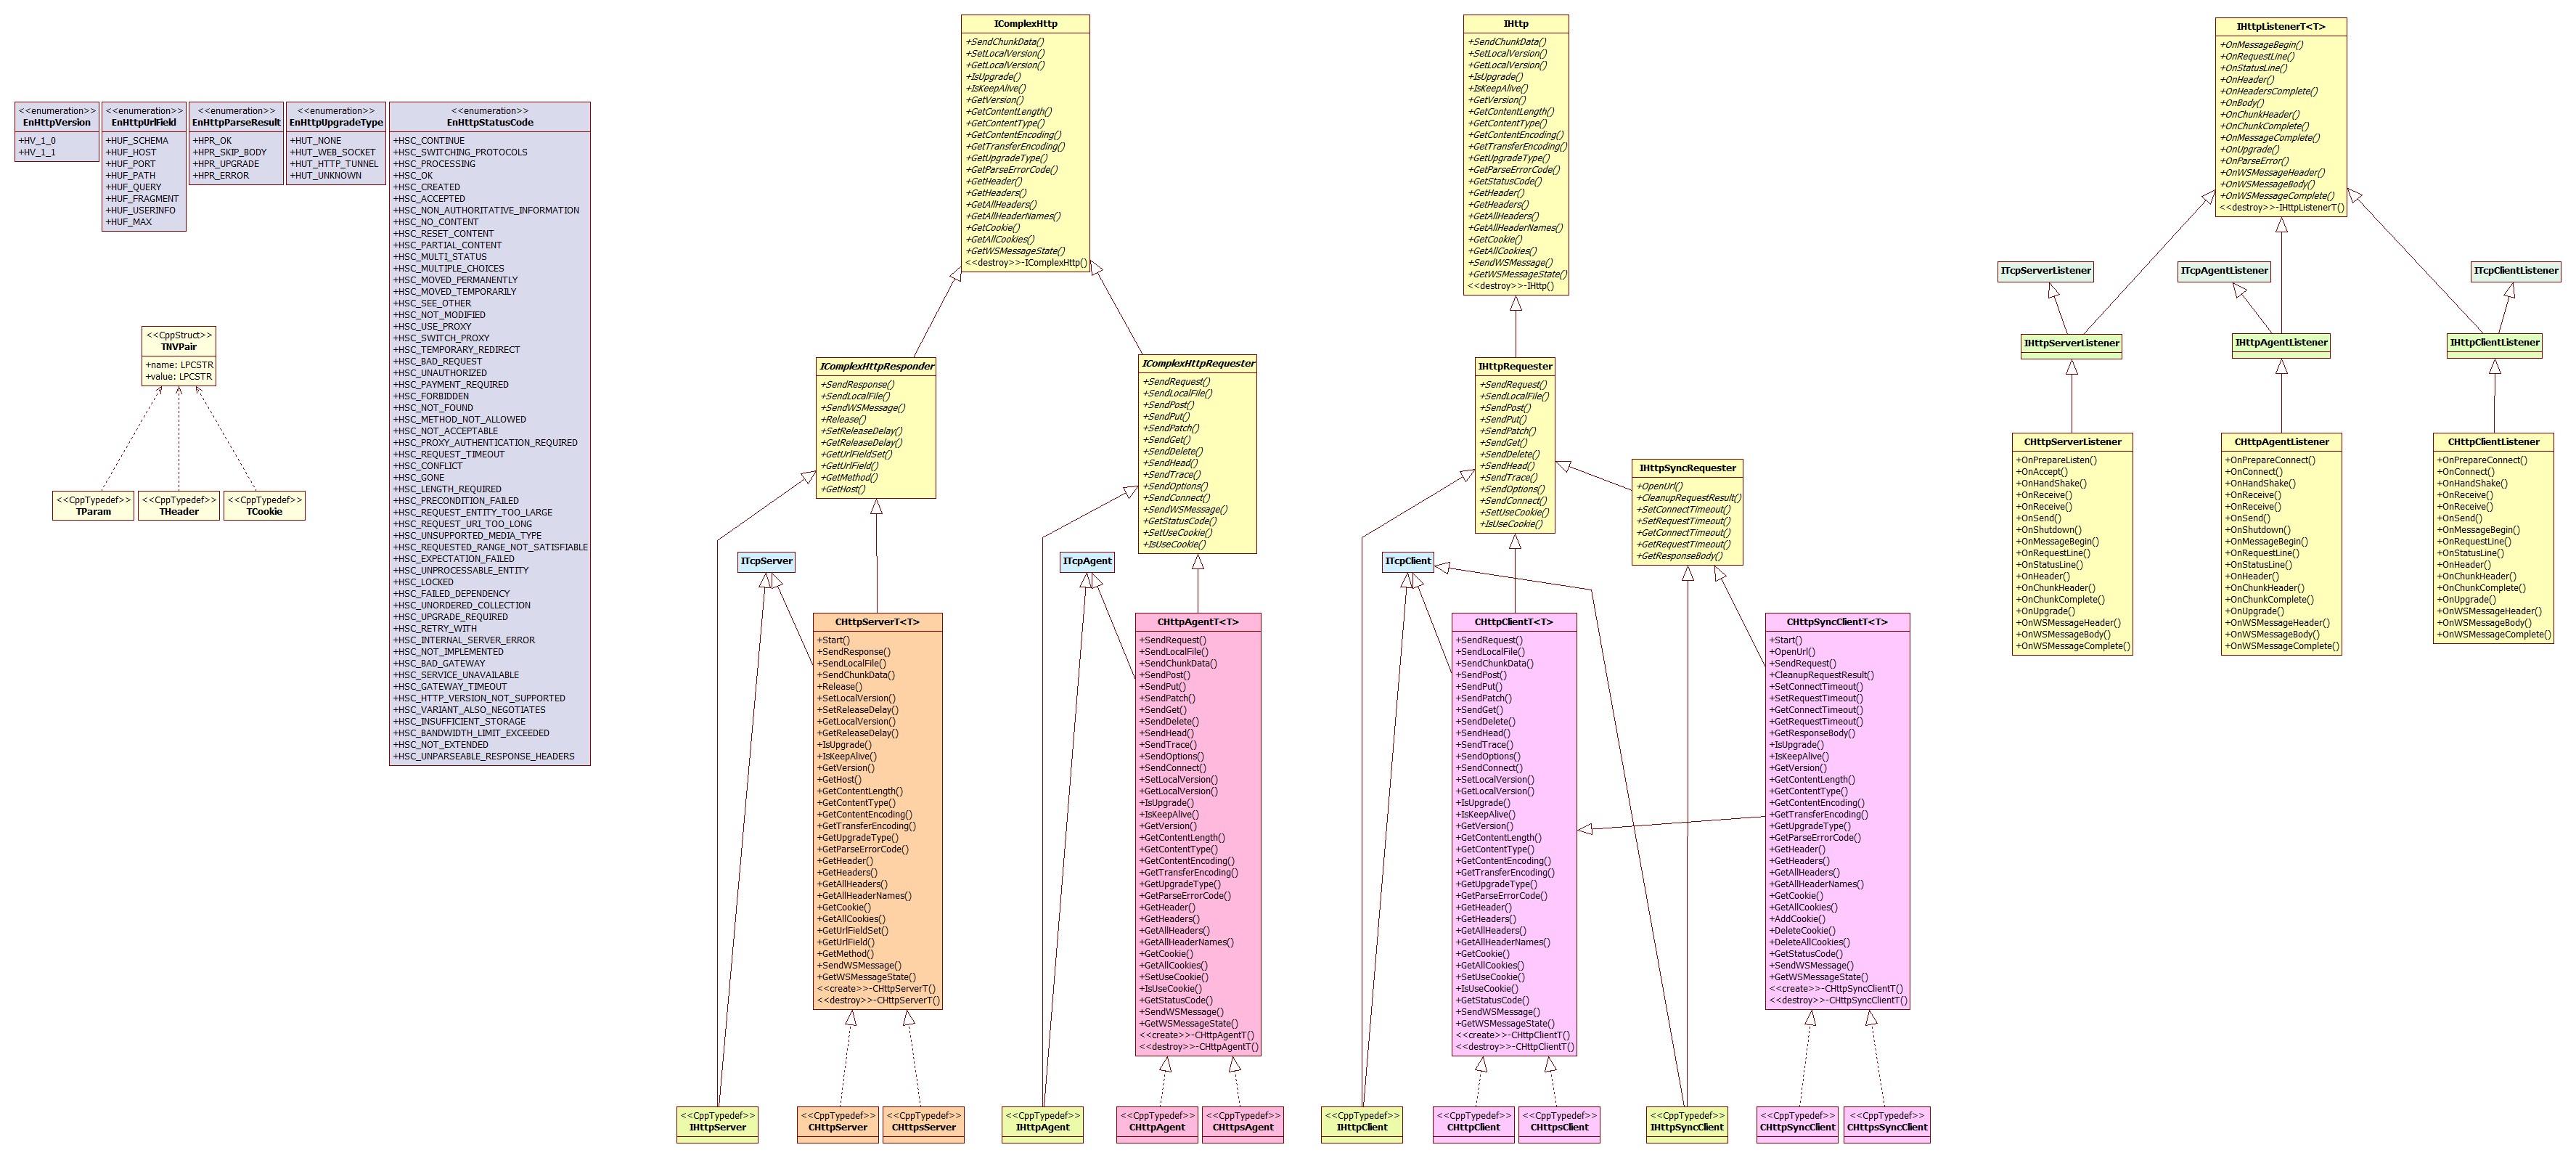 <<enumeration>>
EnHttpVersion
+HV_1_0
+HV_1_1
<<enumeration>>
EnHttpUrlField
+HUF_SCHEMA
+HUF_HOST
+HUF_PORT
+HUF_PATH
+HUF_QUERY
+HUF_FRAGMENT
+HUF_USERINFO
+HUF_MAX
<<enumeration>>
EnHttpParseResult
+HPR_OK
+HPR_SKIP_BODY
+HPR_UPGRADE
+HPR_ERROR
<<enumeration>>
EnHttpUpgradeType
+HUT_NONE
+HUT_WEB_SOCKET
+HUT_HTTP_TUNNEL
+HUT_UNKNOWN
<<enumeration>>
EnHttpStatusCode
+HSC_CONTINUE
+HSC_SWITCHING_PROTOCOLS
+HSC_PROCESSING
+HSC_OK
+HSC_CREATED
+HSC_ACCEPTED
+HSC_NON_AUTHORITATIVE_INFORMATION
+HSC_NO_CONTENT
+HSC_RESET_CONTENT
+HSC_PARTIAL_CONTENT
+HSC_MULTI_STATUS
+HSC_MULTIPLE_CHOICES
+HSC_MOVED_PERMANENTLY
+HSC_MOVED_TEMPORARILY
+HSC_SEE_OTHER
+HSC_NOT_MODIFIED
+HSC_USE_PROXY
+HSC_SWITCH_PROXY
+HSC_TEMPORARY_REDIRECT
+HSC_BAD_REQUEST
+HSC_UNAUTHORIZED
+HSC_PAYMENT_REQUIRED
+HSC_FORBIDDEN
+HSC_NOT_FOUND
+HSC_METHOD_NOT_ALLOWED
+HSC_NOT_ACCEPTABLE
+HSC_PROXY_AUTHENTICATION_REQUIRED
+HSC_REQUEST_TIMEOUT
+HSC_CONFLICT
+HSC_GONE
+HSC_LENGTH_REQUIRED
+HSC_PRECONDITION_FAILED
+HSC_REQUEST_ENTITY_TOO_LARGE
+HSC_REQUEST_URI_TOO_LONG
+HSC_UNSUPPORTED_MEDIA_TYPE
+HSC_REQUESTED_RANGE_NOT_SATISFIABLE
+HSC_EXPECTATION_FAILED
+HSC_UNPROCESSABLE_ENTITY
+HSC_LOCKED
+HSC_FAILED_DEPENDENCY
+HSC_UNORDERED_COLLECTION
+HSC_UPGRADE_REQUIRED
+HSC_RETRY_WITH
+HSC_INTERNAL_SERVER_ERROR
+HSC_NOT_IMPLEMENTED
+HSC_BAD_GATEWAY
+HSC_SERVICE_UNAVAILABLE
+HSC_GATEWAY_TIMEOUT
+HSC_HTTP_VERSION_NOT_SUPPORTED
+HSC_VARIANT_ALSO_NEGOTIATES
+HSC_INSUFFICIENT_STORAGE
+HSC_BANDWIDTH_LIMIT_EXCEEDED
+HSC_NOT_EXTENDED
+HSC_UNPARSEABLE_RESPONSE_HEADERS
<<CppStruct>>
TNVPair
+name: LPCSTR
+value: LPCSTR
<<CppTypedef>>
TParam
<<CppTypedef>>
THeader
<<CppTypedef>>
TCookie
IComplexHttp
+SendChunkData()
+SetLocalVersion()
+GetLocalVersion()
+IsUpgrade()
+IsKeepAlive()
+GetVersion()
+GetContentLength()
+GetContentType()
+GetContentEncoding()
+GetTransferEncoding()
+GetUpgradeType()
+GetParseErrorCode()
+GetHeader()
+GetHeaders()
+GetAllHeaders()
+GetAllHeaderNames()
+GetCookie()
+GetAllCookies()
+GetWSMessageState()
<<destroy>>-IComplexHttp()
IComplexHttpResponder
+SendResponse()
+SendLocalFile()
+SendWSMessage()
+Release()
+SetReleaseDelay()
+GetReleaseDelay()
+GetUrlFieldSet()
+GetUrlField()
+GetMethod()
+GetHost()
IComplexHttpRequester
+SendRequest()
+SendLocalFile()
+SendPost()
+SendPut()
+SendPatch()
+SendGet()
+SendDelete()
+SendHead()
+SendTrace()
+SendOptions()
+SendConnect()
+SendWSMessage()
+GetStatusCode()
+SetUseCookie()
+IsUseCookie()
ITcpServer
ITcpAgent
CHttpServerT<T>
+Start()
+SendResponse()
+SendLocalFile()
+SendChunkData()
+Release()
+SetLocalVersion()
+SetReleaseDelay()
+GetLocalVersion()
+GetReleaseDelay()
+IsUpgrade()
+IsKeepAlive()
+GetVersion()
+GetHost()
+GetContentLength()
+GetContentType()
+GetContentEncoding()
+GetTransferEncoding()
+GetUpgradeType()
+GetParseErrorCode()
+GetHeader()
+GetHeaders()
+GetAllHeaders()
+GetAllHeaderNames()
+GetCookie()
+GetAllCookies()
+GetUrlFieldSet()
+GetUrlField()
+GetMethod()
+SendWSMessage()
+GetWSMessageState()
<<create>>-CHttpServerT()
<<destroy>>-CHttpServerT()
CHttpAgentT<T>
+SendRequest()
+SendLocalFile()
+SendChunkData()
+SendPost()
+SendPut()
+SendPatch()
+SendGet()
+SendDelete()
+SendHead()
+SendTrace()
+SendOptions()
+SendConnect()
+SetLocalVersion()
+GetLocalVersion()
+IsUpgrade()
+IsKeepAlive()
+GetVersion()
+GetContentLength()
+GetContentType()
+GetContentEncoding()
+GetTransferEncoding()
+GetUpgradeType()
+GetParseErrorCode()
+GetHeader()
+GetHeaders()
+GetAllHeaders()
+GetAllHeaderNames()
+GetCookie()
+GetAllCookies()
+SetUseCookie()
+IsUseCookie()
+GetStatusCode()
+SendWSMessage()
+GetWSMessageState()
<<create>>-CHttpAgentT()
<<destroy>>-CHttpAgentT()
<<CppTypedef>>
IHttpServer
<<CppTypedef>>
CHttpServer
<<CppTypedef>>
CHttpsServer
<<CppTypedef>>
IHttpAgent
<<CppTypedef>>
CHttpAgent
<<CppTypedef>>
CHttpsAgent
IHttp
+SendChunkData()
+SetLocalVersion()
+GetLocalVersion()
+IsUpgrade()
+IsKeepAlive()
+GetVersion()
+GetContentLength()
+GetContentType()
+GetContentEncoding()
+GetTransferEncoding()
+GetUpgradeType()
+GetParseErrorCode()
+GetStatusCode()
+GetHeader()
+GetHeaders()
+GetAllHeaders()
+GetAllHeaderNames()
+GetCookie()
+GetAllCookies()
+SendWSMessage()
+GetWSMessageState()
<<destroy>>-IHttp()
IHttpRequester
+SendRequest()
+SendLocalFile()
+SendPost()
+SendPut()
+SendPatch()
+SendGet()
+SendDelete()
+SendHead()
+SendTrace()
+SendOptions()
+SendConnect()
+SetUseCookie()
+IsUseCookie()
IHttpSyncRequester
+OpenUrl()
+CleanupRequestResult()
+SetConnectTimeout()
+SetRequestTimeout()
+GetConnectTimeout()
+GetRequestTimeout()
+GetResponseBody()
ITcpClient
CHttpClientT<T>
+SendRequest()
+SendLocalFile()
+SendChunkData()
+SendPost()
+SendPut()
+SendPatch()
+SendGet()
+SendDelete()
+SendHead()
+SendTrace()
+SendOptions()
+SendConnect()
+SetLocalVersion()
+GetLocalVersion()
+IsUpgrade()
+IsKeepAlive()
+GetVersion()
+GetContentLength()
+GetContentType()
+GetContentEncoding()
+GetTransferEncoding()
+GetUpgradeType()
+GetParseErrorCode()
+GetHeader()
+GetHeaders()
+GetAllHeaders()
+GetAllHeaderNames()
+GetCookie()
+GetAllCookies()
+SetUseCookie()
+IsUseCookie()
+GetStatusCode()
+SendWSMessage()
+GetWSMessageState()
<<create>>-CHttpClientT()
<<destroy>>-CHttpClientT()
CHttpSyncClientT<T>
+Start()
+OpenUrl()
+SendRequest()
+CleanupRequestResult()
+SetConnectTimeout()
+SetRequestTimeout()
+GetConnectTimeout()
+GetRequestTimeout()
+GetResponseBody()
+IsUpgrade()
+IsKeepAlive()
+GetVersion()
+GetContentLength()
+GetContentType()
+GetContentEncoding()
+GetTransferEncoding()
+GetUpgradeType()
+GetParseErrorCode()
+GetHeader()
+GetHeaders()
+GetAllHeaders()
+GetAllHeaderNames()
+GetCookie()
+GetAllCookies()
+AddCookie()
+DeleteCookie()
+DeleteAllCookies()
+GetStatusCode()
+SendWSMessage()
+GetWSMessageState()
<<create>>-CHttpSyncClientT()
<<destroy>>-CHttpSyncClientT()
<<CppTypedef>>
IHttpClient
<<CppTypedef>>
CHttpClient
<<CppTypedef>>
CHttpsClient
<<CppTypedef>>
IHttpSyncClient
<<CppTypedef>>
CHttpSyncClient
<<CppTypedef>>
CHttpsSyncClient
IHttpListenerT<T>
+OnMessageBegin()
+OnRequestLine()
+OnStatusLine()
+OnHeader()
+OnHeadersComplete()
+OnBody()
+OnChunkHeader()
+OnChunkComplete()
+OnMessageComplete()
+OnUpgrade()
+OnParseError()
+OnWSMessageHeader()
+OnWSMessageBody()
+OnWSMessageComplete()
<<destroy>>-IHttpListenerT()
ITcpServerListener
ITcpAgentListener
ITcpClientListener
IHttpServerListener
IHttpAgentListener
IHttpClientListener
CHttpServerListener
+OnPrepareListen()
+OnAccept()
+OnHandShake()
+OnReceive()
+OnReceive()
+OnSend()
+OnShutdown()
+OnMessageBegin()
+OnRequestLine()
+OnStatusLine()
+OnHeader()
+OnChunkHeader()
+OnChunkComplete()
+OnUpgrade()
+OnWSMessageHeader()
+OnWSMessageBody()
+OnWSMessageComplete()
CHttpAgentListener
+OnPrepareConnect()
+OnConnect()
+OnHandShake()
+OnReceive()
+OnReceive()
+OnSend()
+OnShutdown()
+OnMessageBegin()
+OnRequestLine()
+OnStatusLine()
+OnHeader()
+OnChunkHeader()
+OnChunkComplete()
+OnUpgrade()
+OnWSMessageHeader()
+OnWSMessageBody()
+OnWSMessageComplete()
CHttpClientListener
+OnPrepareConnect()
+OnConnect()
+OnHandShake()
+OnReceive()
+OnReceive()
+OnSend()
+OnMessageBegin()
+OnRequestLine()
+OnStatusLine()
+OnHeader()
+OnChunkHeader()
+OnChunkComplete()
+OnUpgrade()
+OnWSMessageHeader()
+OnWSMessageBody()
+OnWSMessageComplete()